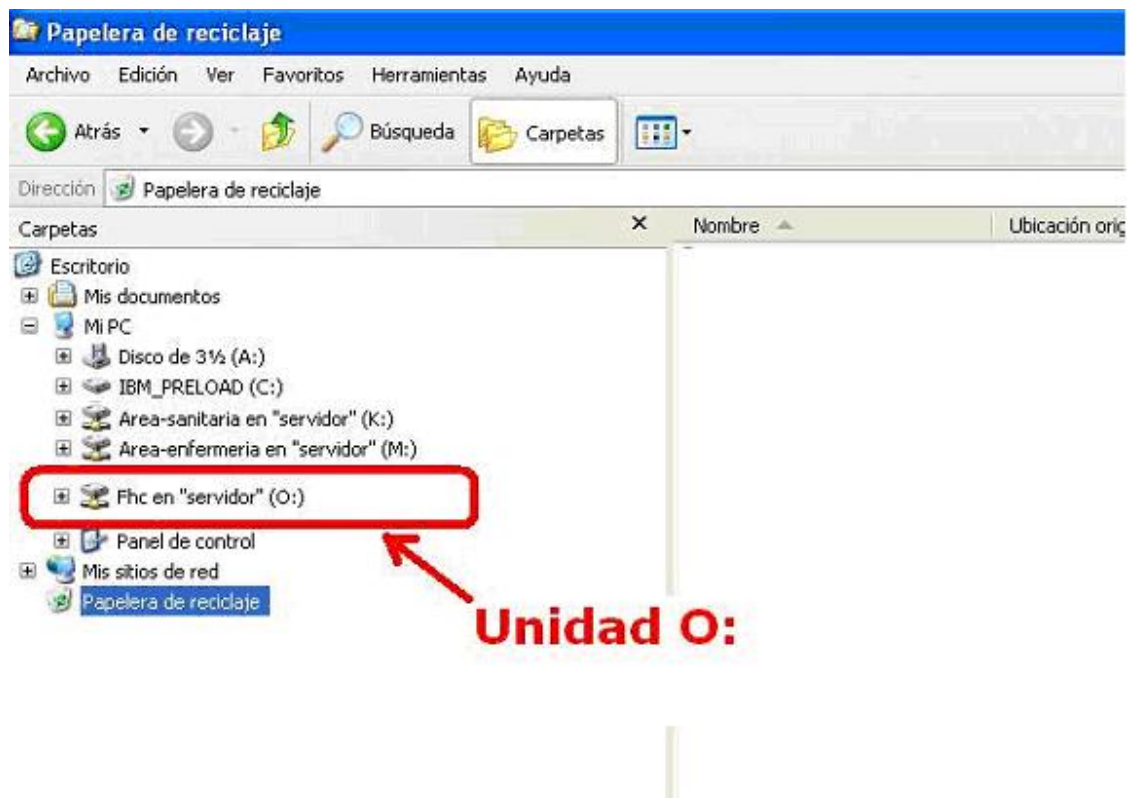 Papelera de reciclaje
Archivo Edición Ver Favoritos Herramientas Ayuda
Atrás Búsqueda Carpetas
Dirección Papelera de reciclaje
Carpetas X Nombre Ubicación orig
Escritorio
Mis documentos
Mi PC
Disco de 3½ (A:)
IBM_PRELOAD (C:)
Area-sanitaria en "servidor" (K:)
Area-enfermeria en "servidor" (M:)
Fhc en "servidor" (O:)
Panel de control
Mis sitios de red
Papelera de reciclaje
Unidad O: